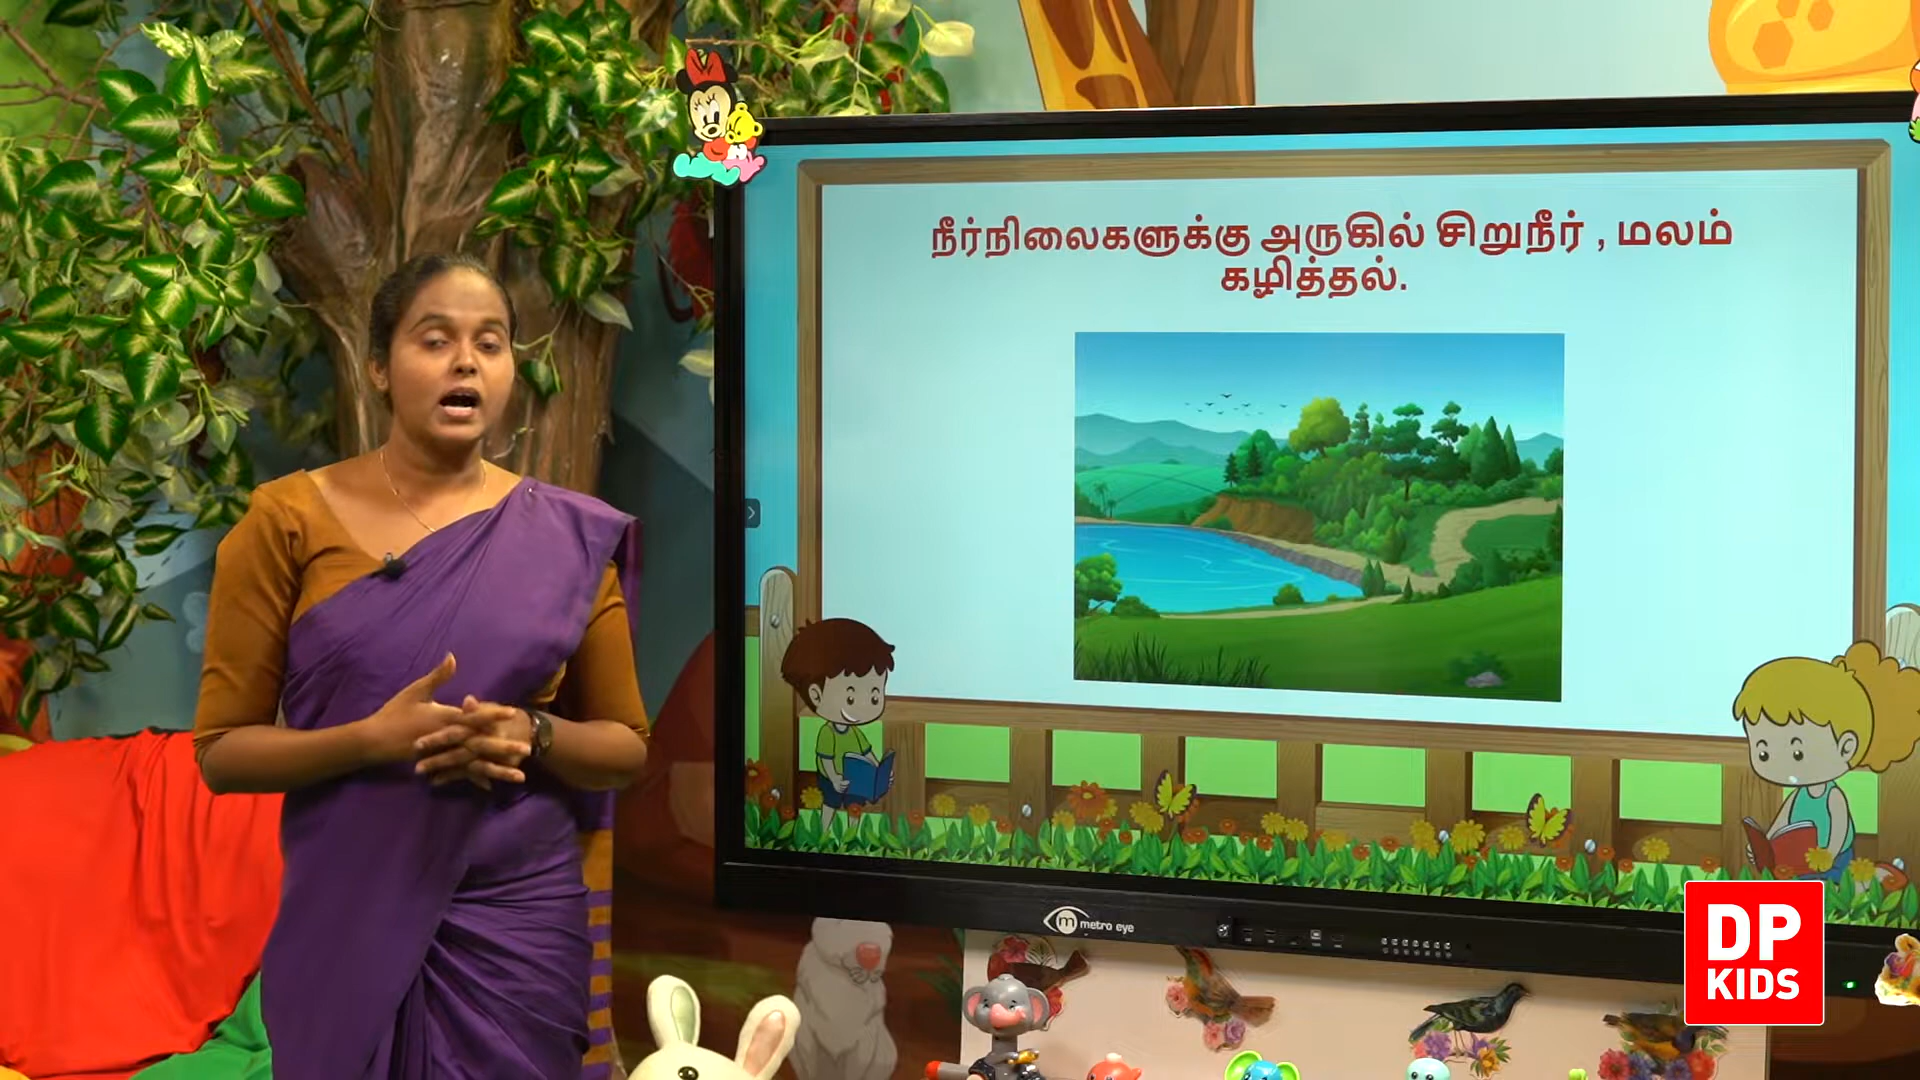 நீர்நிலைகளுக்கு அருகில் சிறுநீர் , மலம்
கழித்தல்.
metro eye
DP
KIDS